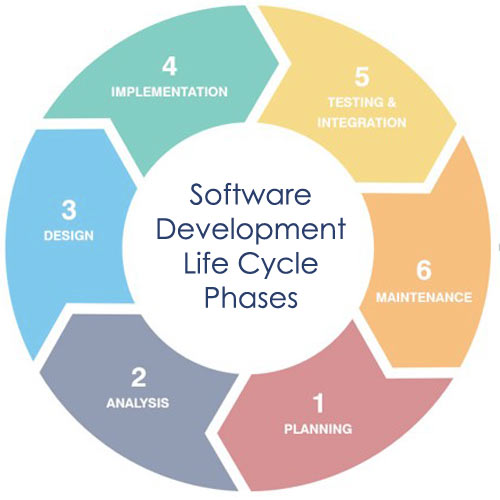 Software
Development
Life Cycle
Phases
1
PLANNING
2
ANALYSIS
3
DESIGN
4
IMPLEMENTATION
5
TESTING &
INTEGRATION
6
MAINTENANCE